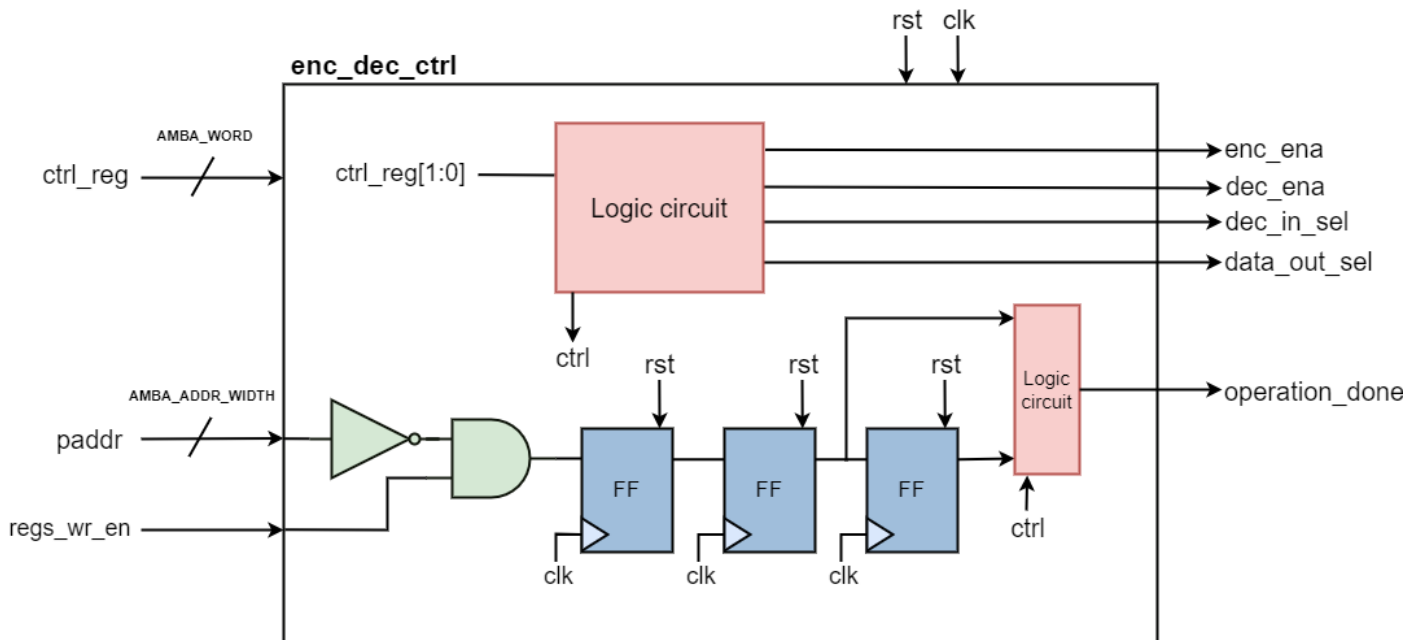 rst clk
enc_dec_ctrl
AMBA_WORD
ctrl_reg
ctrl_reg[1:0]
Logic circuit
enc_ena
dec_ena
dec_in_sel
data_out_sel
ctrl
rst
rst
rst
AMBA_ADDR_WIDTH
paddr
FF
FF
FF
Logic
circuit
operation_done
regs_wr_en
ctrl
clk
clk
clk